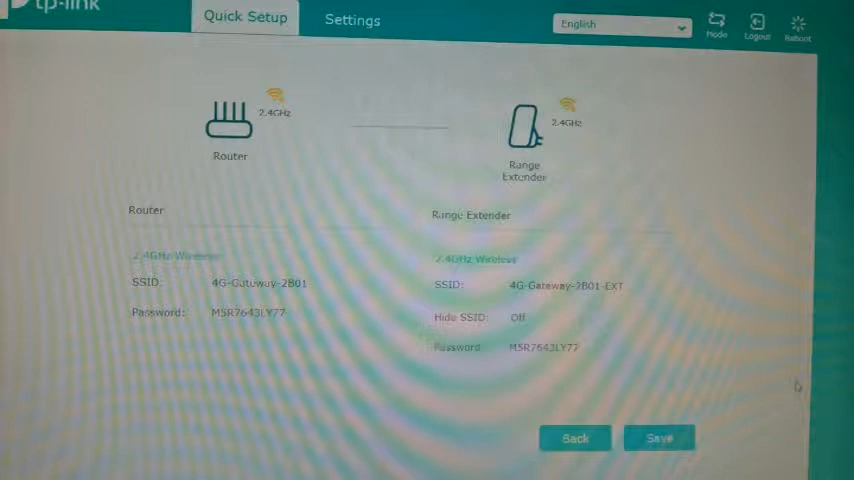 tp-link
Quick Setup
Settings
English
Mode
Logout
Reboot
2.4GHz
2.4GHz
Router
Range
Extender
Router
Range Extender
2.4GHz Wireless
2.4GHz Wireless
SSID: 4G-Gateway-2B01
SSID: 4G-Gateway-2B01-EXT
Password: M5R7643LY77
Hide SSID: Off
Password M5R7643LY77
Back
Save